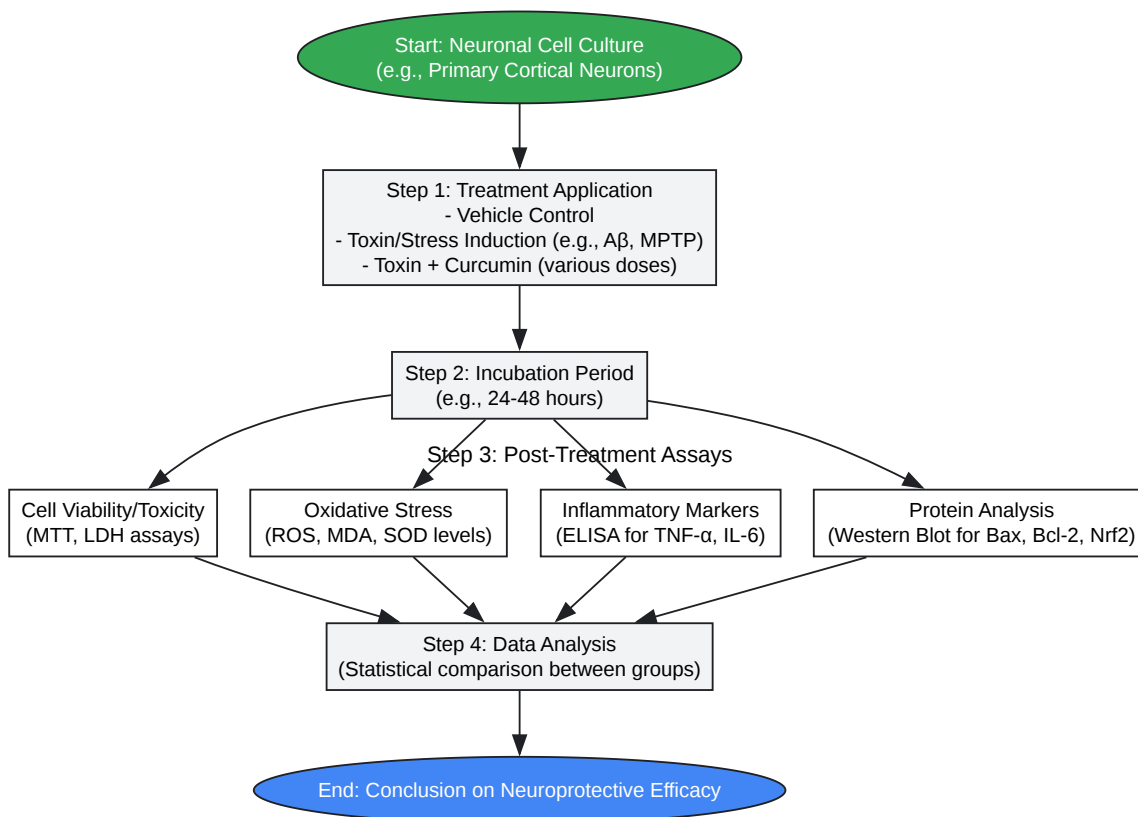 Start: Neuronal Cell Culture
(e.g., Primary Cortical Neurons)
Step 1: Treatment Application
- Vehicle Control
- Toxin/Stress Induction (e.g., Aβ, MPTP)
- Toxin + Curcumin (various doses)
Step 2: Incubation Period
(e.g., 24-48 hours)
Step 3: Post-Treatment Assays
Cell Viability/Toxicity
(MTT, LDH assays)
Oxidative Stress
(ROS, MDA, SOD levels)
Inflammatory Markers
(ELISA for TNF-α, IL-6)
Protein Analysis
(Western Blot for Bax, Bcl-2, Nrf2)
Step 4: Data Analysis
(Statistical comparison between groups)
End: Conclusion on Neuroprotective Efficacy